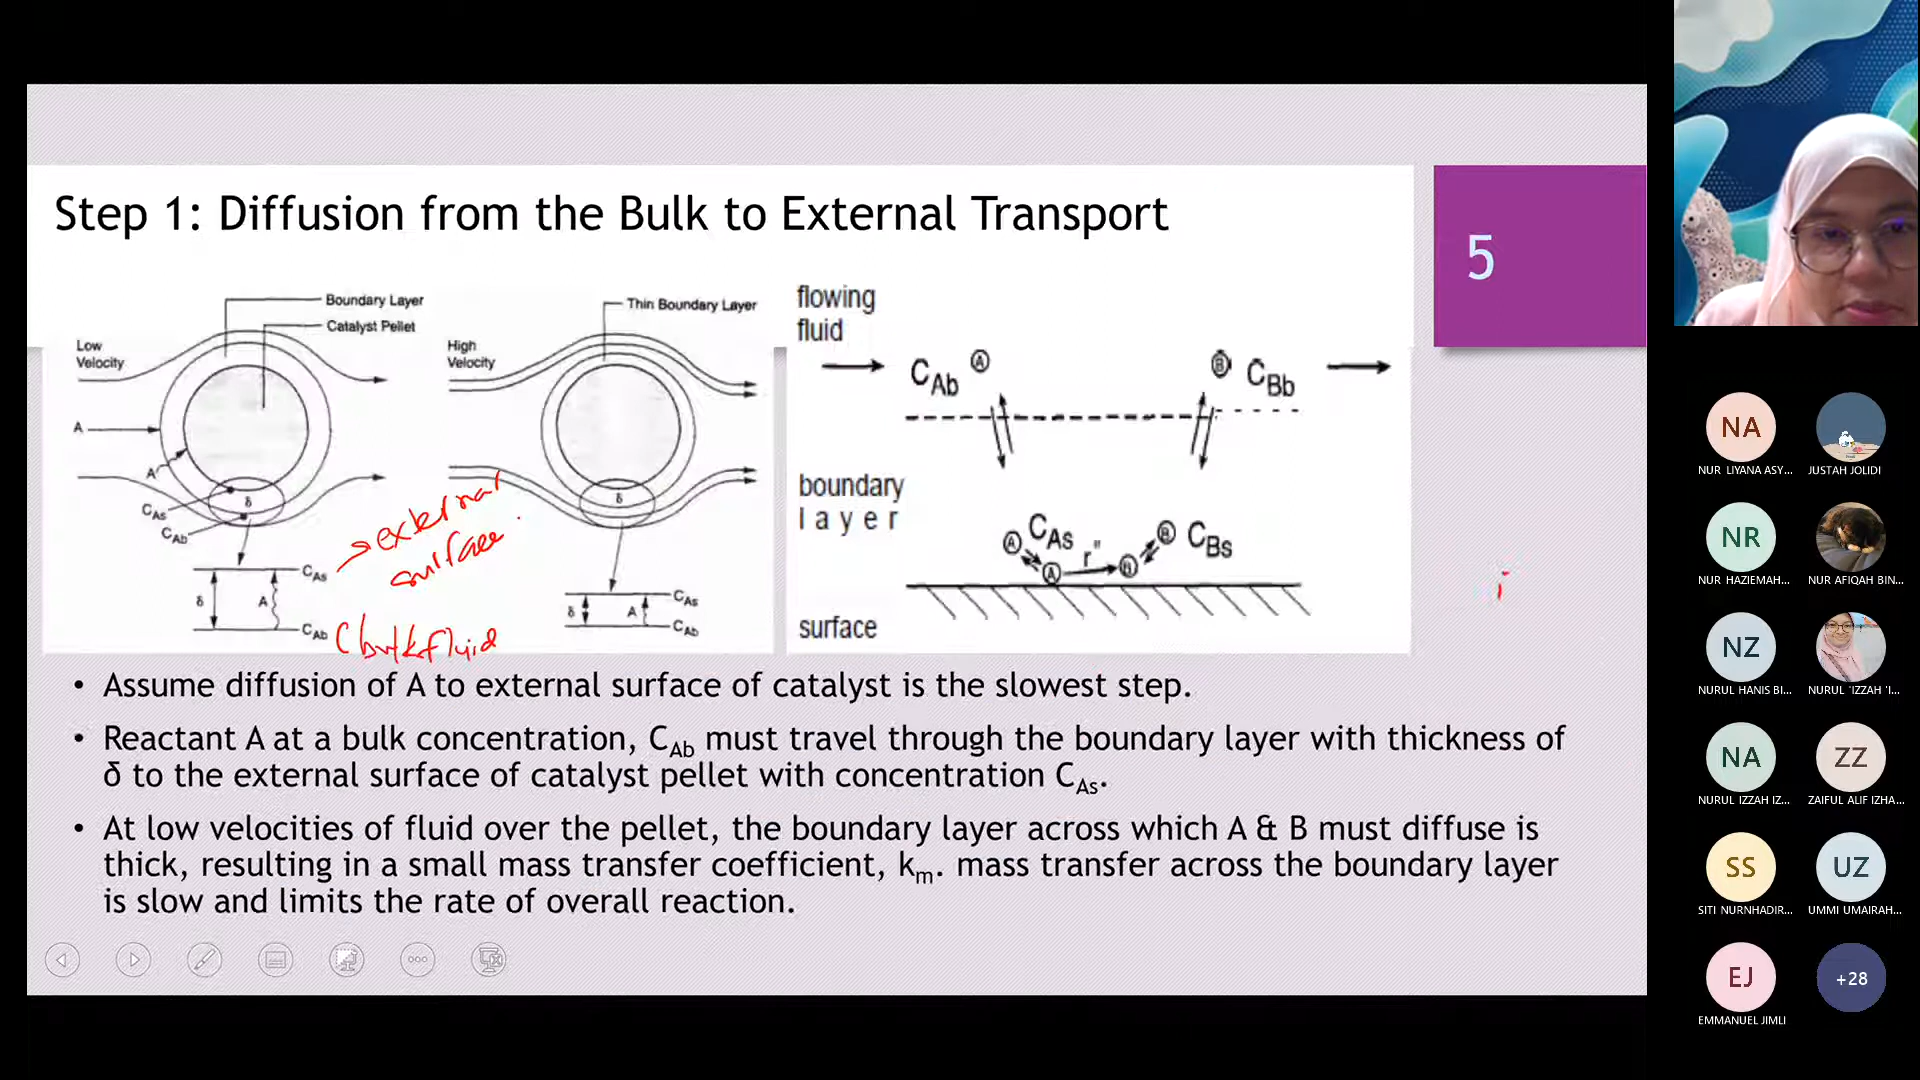 Step 1: Diffusion from the Bulk to External Transport
5
Boundary Layer
Catalyst Pellet
Low
Velocity
A
A
δ
CAs
CAb
δ
A
CAs
CAb
external
surface
(bulk fluid
Thin Boundary Layer
High
Velocity
δ
δ
A
CAs
CAb
flowing
fluid
CAb A
B CBb
boundary
layer
A CAs
B CBs
A r" B
surface
• Assume diffusion of A to external surface of catalyst is the slowest step.
• Reactant A at a bulk concentration, CAb must travel through the boundary layer with thickness of
δ to the external surface of catalyst pellet with concentration CAs.
• At low velocities of fluid over the pellet, the boundary layer across which A & B must diffuse is
thick, resulting in a small mass transfer coefficient, km. mass transfer across the boundary layer
is slow and limits the rate of overall reaction.
NA
NUR LIYANA ASY...
JUSTAH JOLIDI
NR
NUR HAZIEMAH...
NUR AFIQAH BIN...
NZ
NURUL HANIS BI...
NURUL 'IZZAH 'I...
NA
NURUL IZZAH IZ...
ZZ
ZAIFUL ALIF IZHA...
SS
SITI NURNHADIR...
UZ
UMMI UMAIRAH...
EJ
EMMANUEL JIMLI
+28